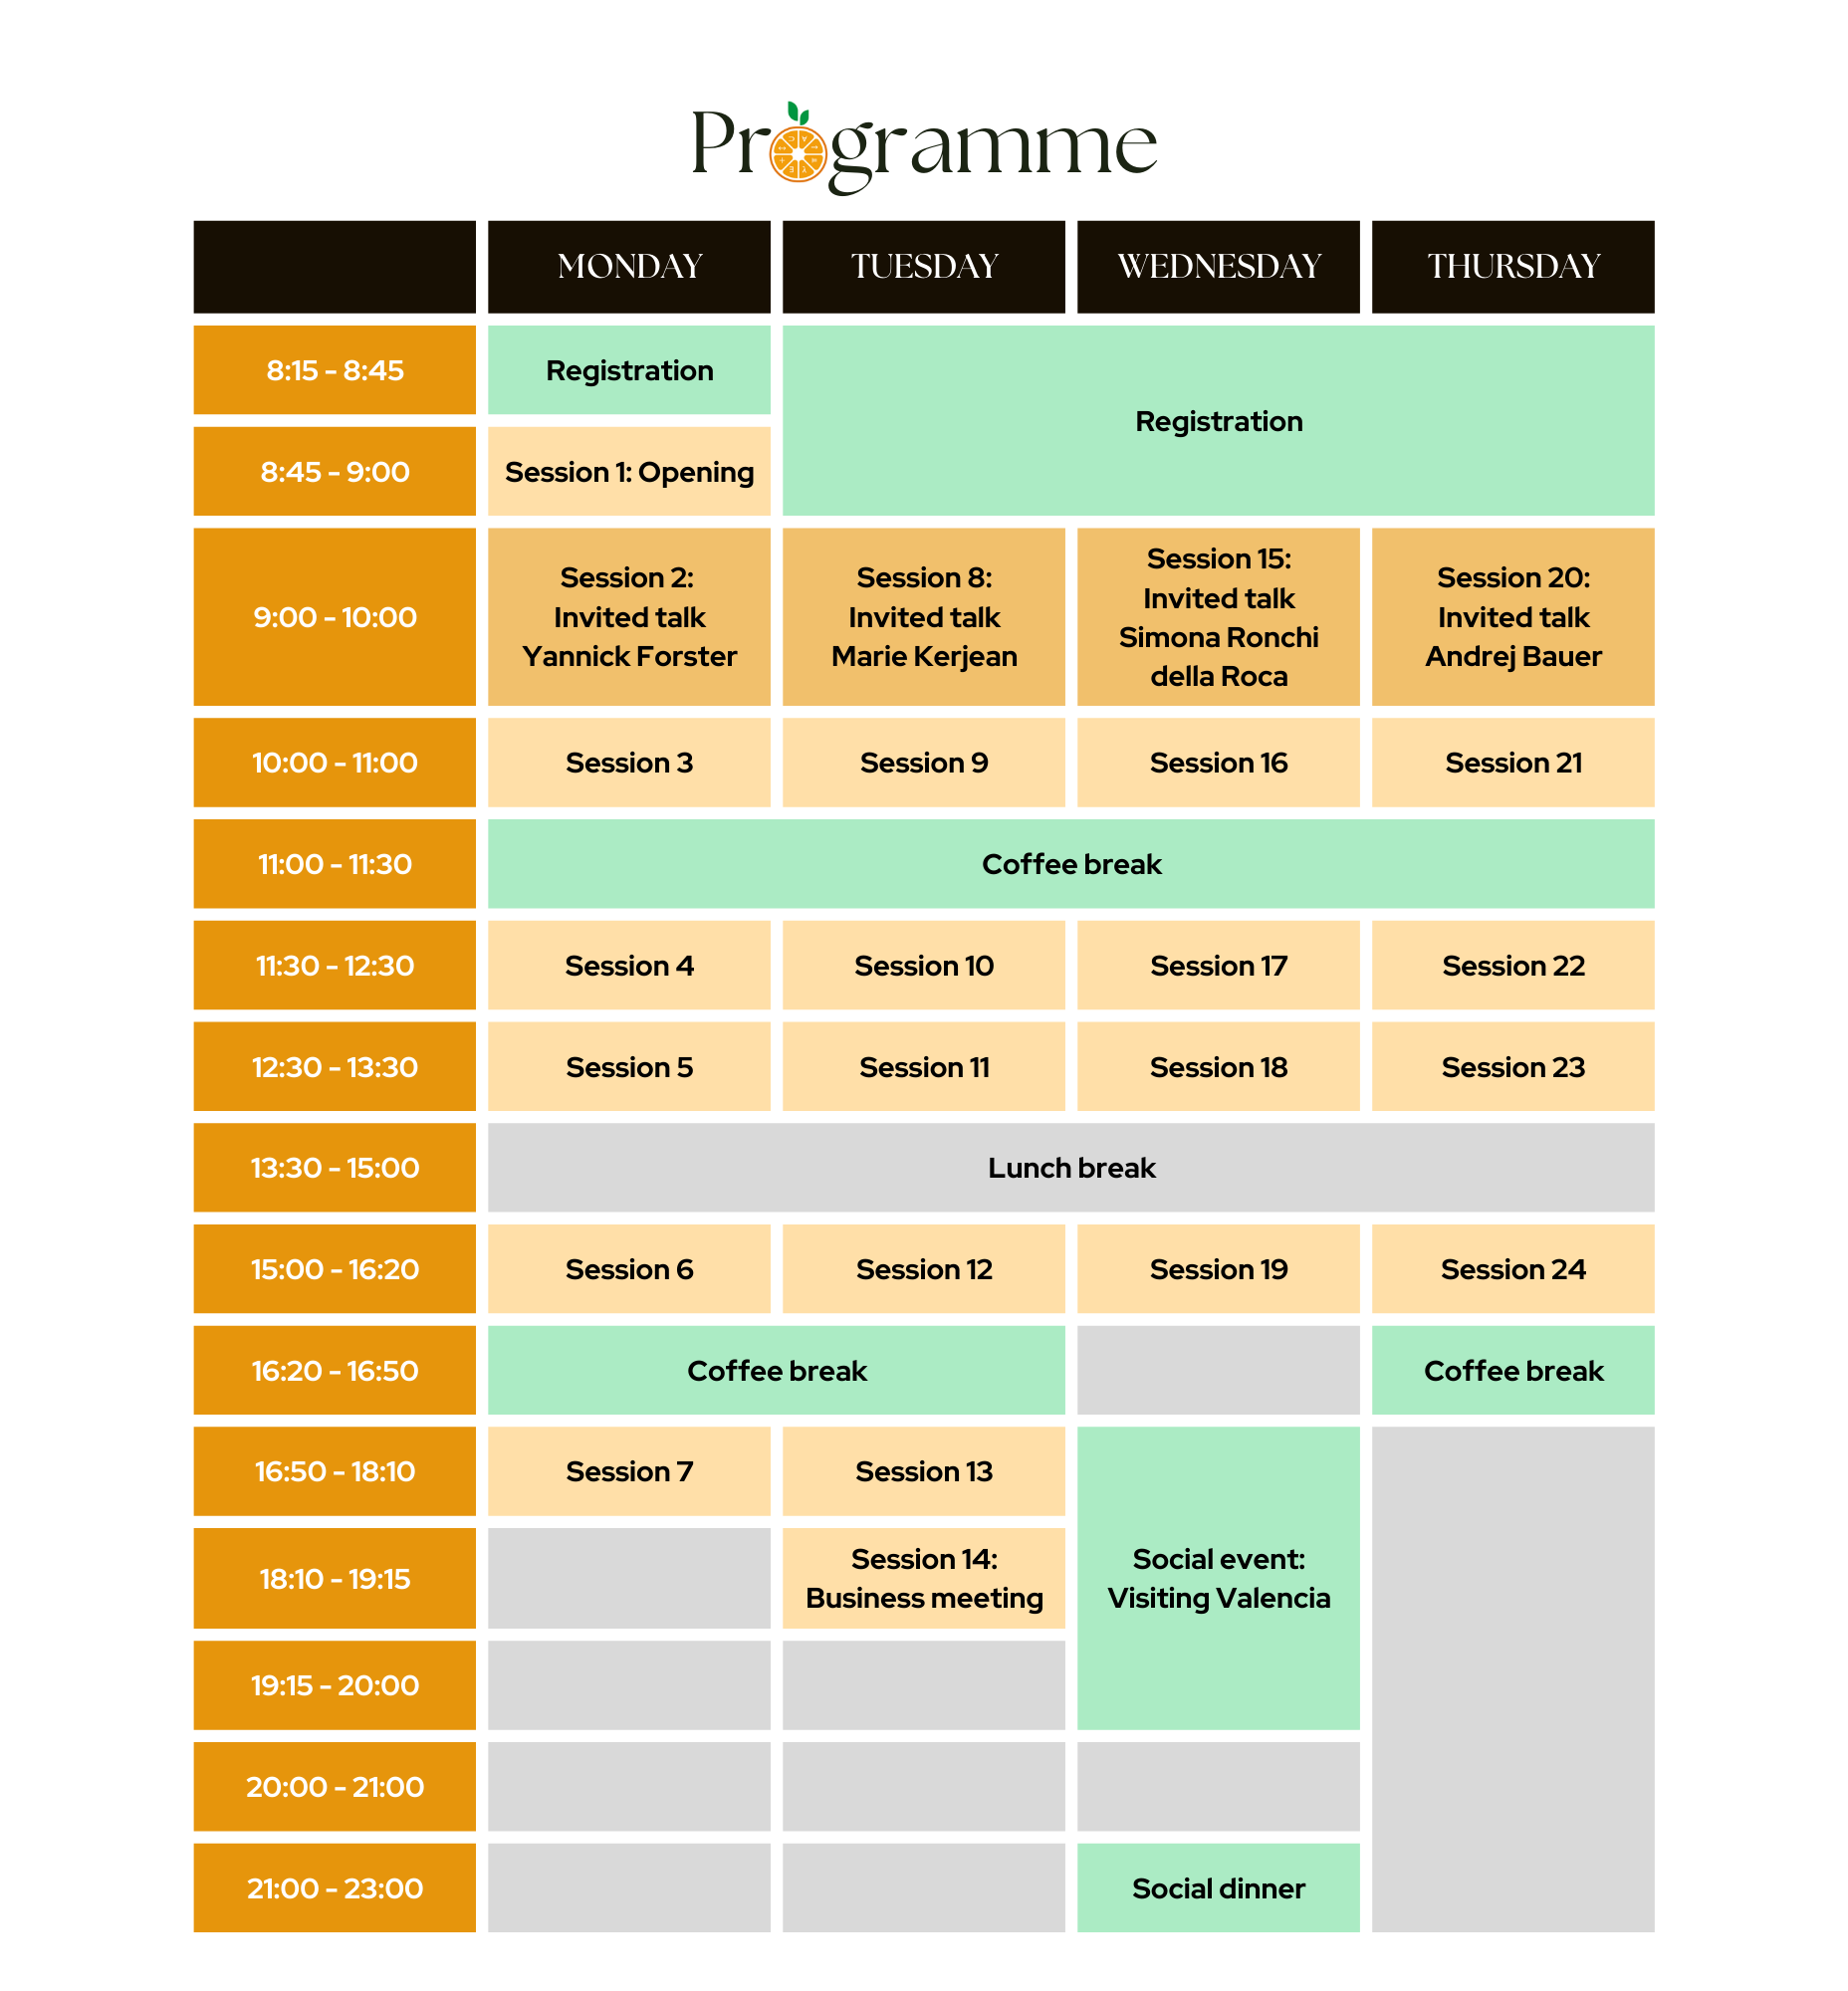 Programme
MONDAY
TUESDAY
WEDNESDAY
THURSDAY
8:15 - 8:45
Registration
Registration
8:45 - 9:00
Session 1: Opening
9:00 - 10:00
Session 2:
Invited talk
Yannick Forster
Session 8:
Invited talk
Marie Kerjean
Session 15:
Invited talk
Simona Ronchi
della Roca
Session 20:
Invited talk
Andrej Bauer
10:00 - 11:00
Session 3
Session 9
Session 16
Session 21
11:00 - 11:30
Coffee break
11:30 - 12:30
Session 4
Session 10
Session 17
Session 22
12:30 - 13:30
Session 5
Session 11
Session 18
Session 23
13:30 - 15:00
Lunch break
15:00 - 16:20
Session 6
Session 12
Session 19
Session 24
16:20 - 16:50
Coffee break
Coffee break
16:50 - 18:10
Session 7
Session 13
18:10 - 19:15
Session 14:
Business meeting
Social event:
Visiting Valencia
19:15 - 20:00
20:00 - 21:00
21:00 - 23:00
Social dinner